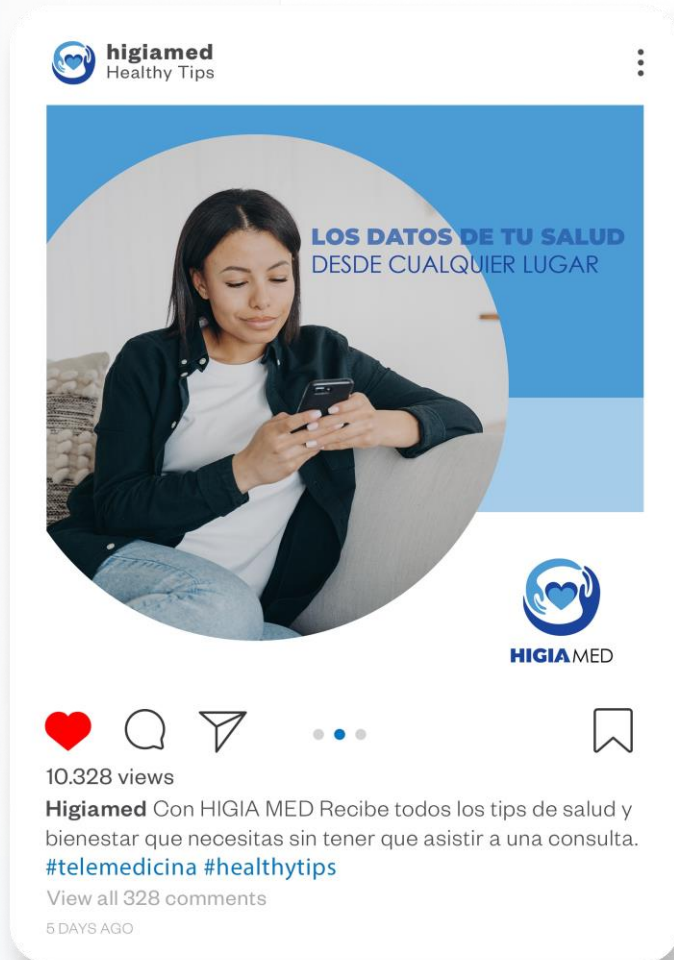 higiamed
Healthy Tips
LOS DATOS DE TU SALUD
DESDE CUALQUIER LUGAR
HIGIAMED
10.328 views
Higiamed Con HIGIA MED Recibe todos los tips de salud y
bienestar que necesitas sin tener que asistir a una consulta.
#telemedicina #healthytips
View all 328 comments
5 DAYS AGO